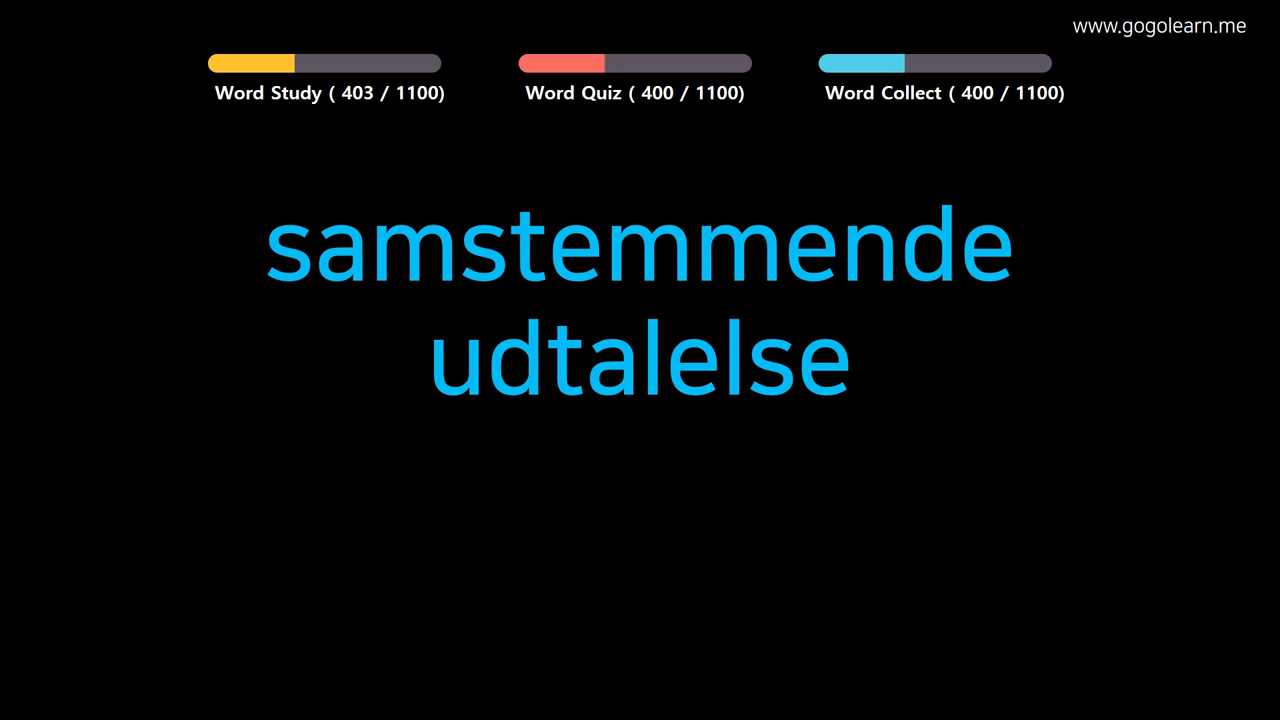 www.gogolearn.me
Word Study ( 403 / 1100)
Word Quiz ( 400 / 1100)
Word Collect ( 400 / 1100)
samstemmende
udtalelse